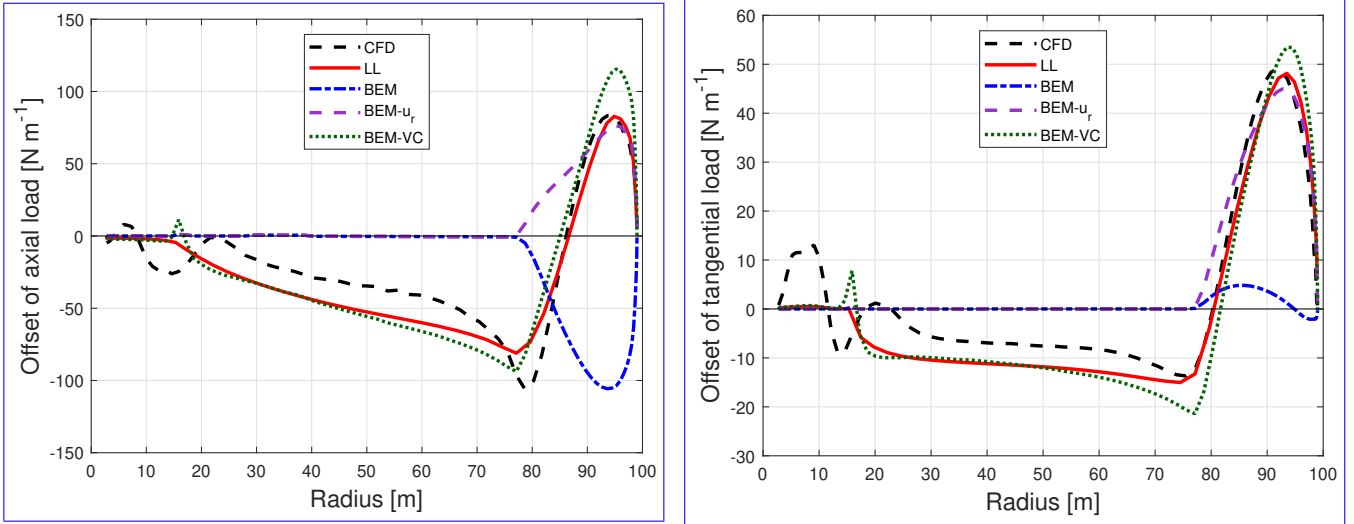 Offset of axial load [N m⁻¹]
150
100
50
0
-50
-100
-150
0 10 20 30 40 50 60 70 80 90 100
Radius [m]
CFD
LL
BEM
BEM-uᵣ
BEM-VC
Offset of tangential load [N m⁻¹]
60
50
40
30
20
10
0
-10
-20
-30
0 10 20 30 40 50 60 70 80 90 100
Radius [m]
CFD
LL
BEM
BEM-uᵣ
BEM-VC